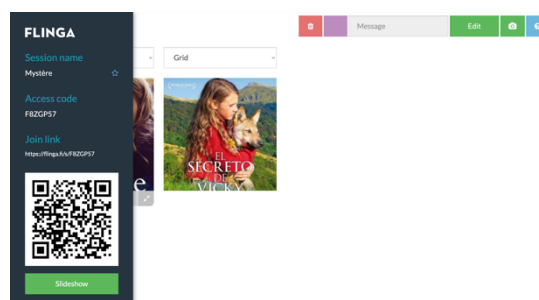 FLINGA
Session name
Mystère
Access code
F8ZGP57
Join link
https://flinga.fi/s/F8ZGP57
Slideshow
Grid
EL
SECRETO
DE
VICKY
e
Message
Edit